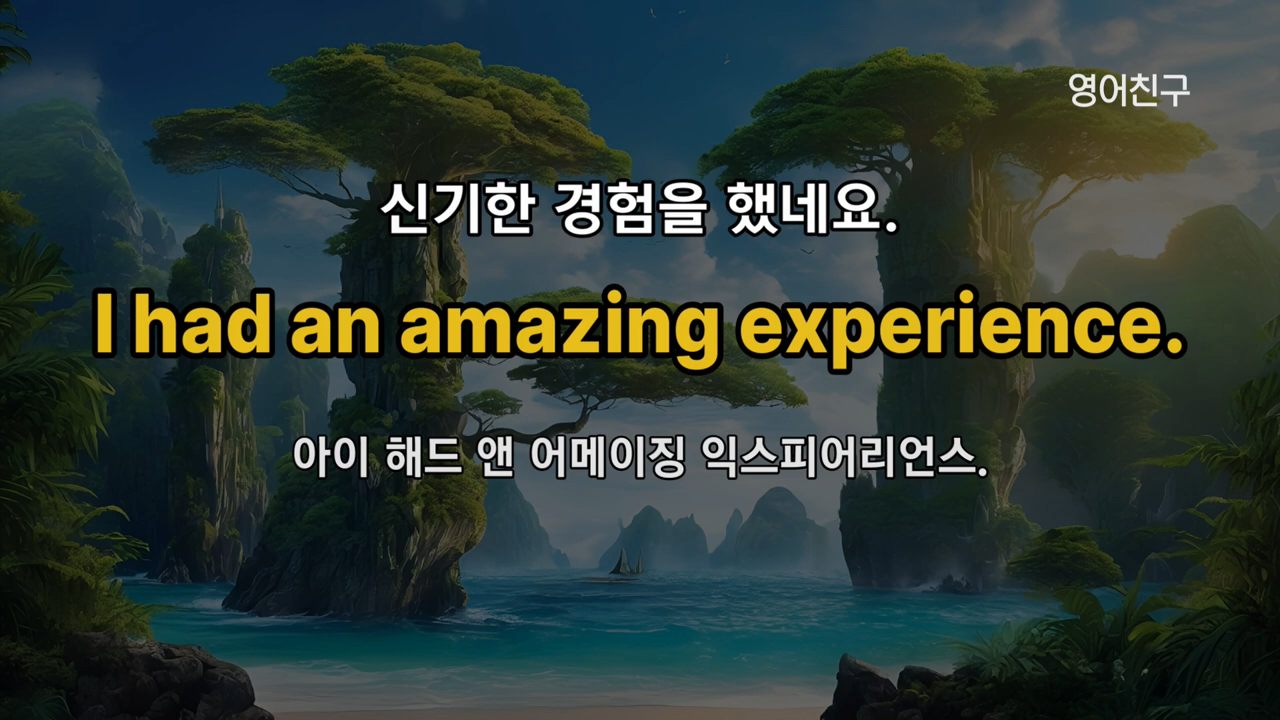 영어친구
신기한 경험을 했네요.
I had an amazing experience.
아이 해드 앤 어메이징 익스피어리언스.